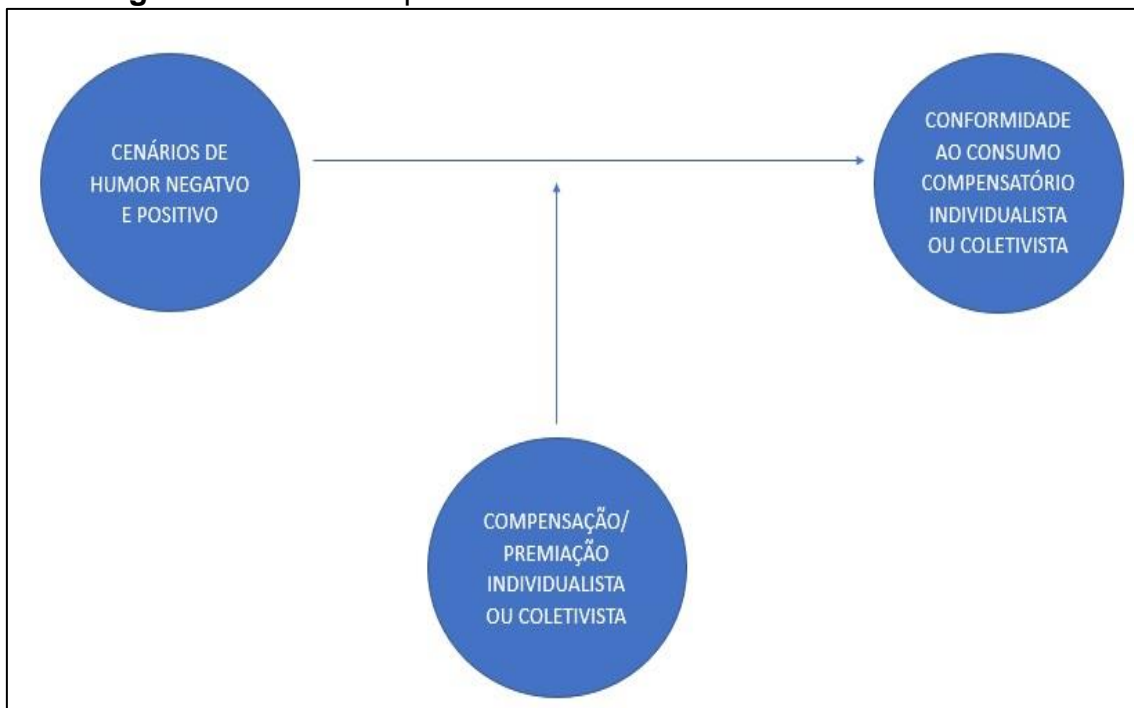 CENÁRIOS DE
HUMOR NEGATVO
E POSITIVO
CONFORMIDADE
AO CONSUMO
COMPENSATÓRIO
INDIVIDUALISTA
OU COLETIVISTA
COMPENSAÇÃO/
PREMIAÇÃO
INDIVIDUALISTA
OU COLETIVISTA